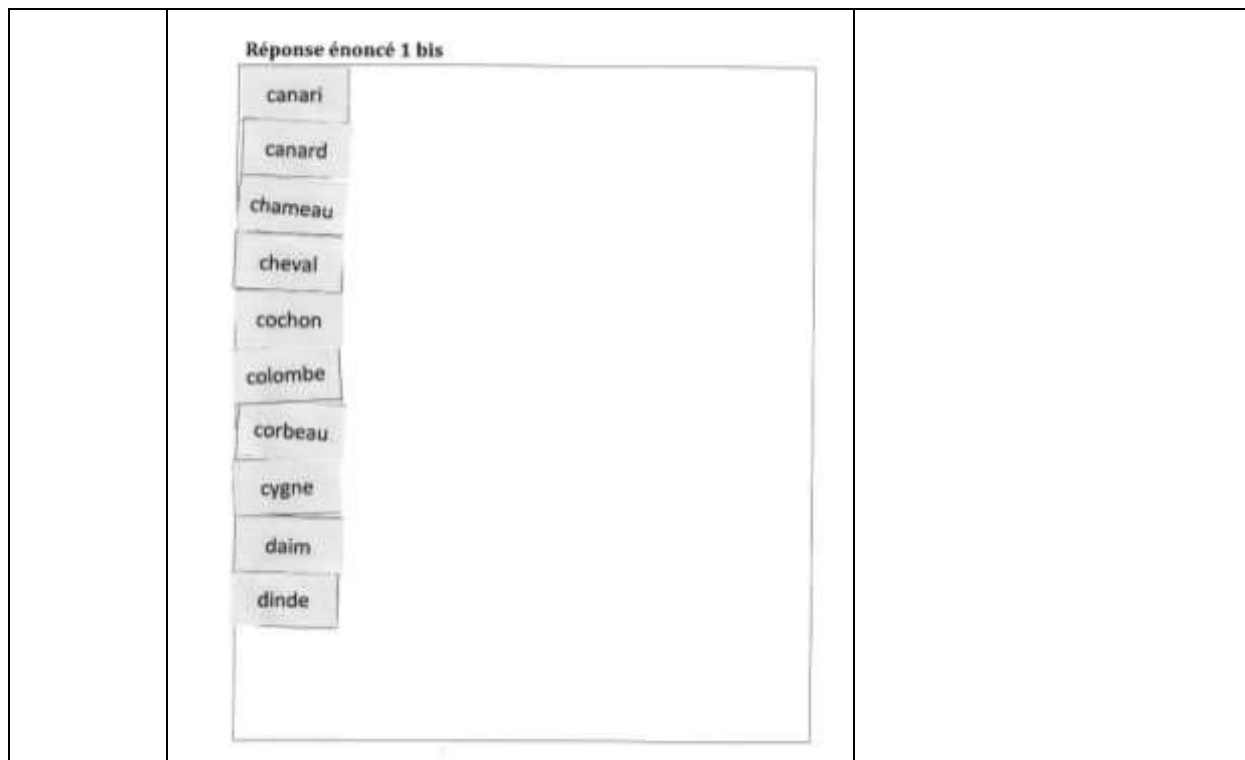 Réponse énoncé 1 bis
canari
canard
chameau
cheval
cochon
colombe
corbeau
cygne
daim
dinde